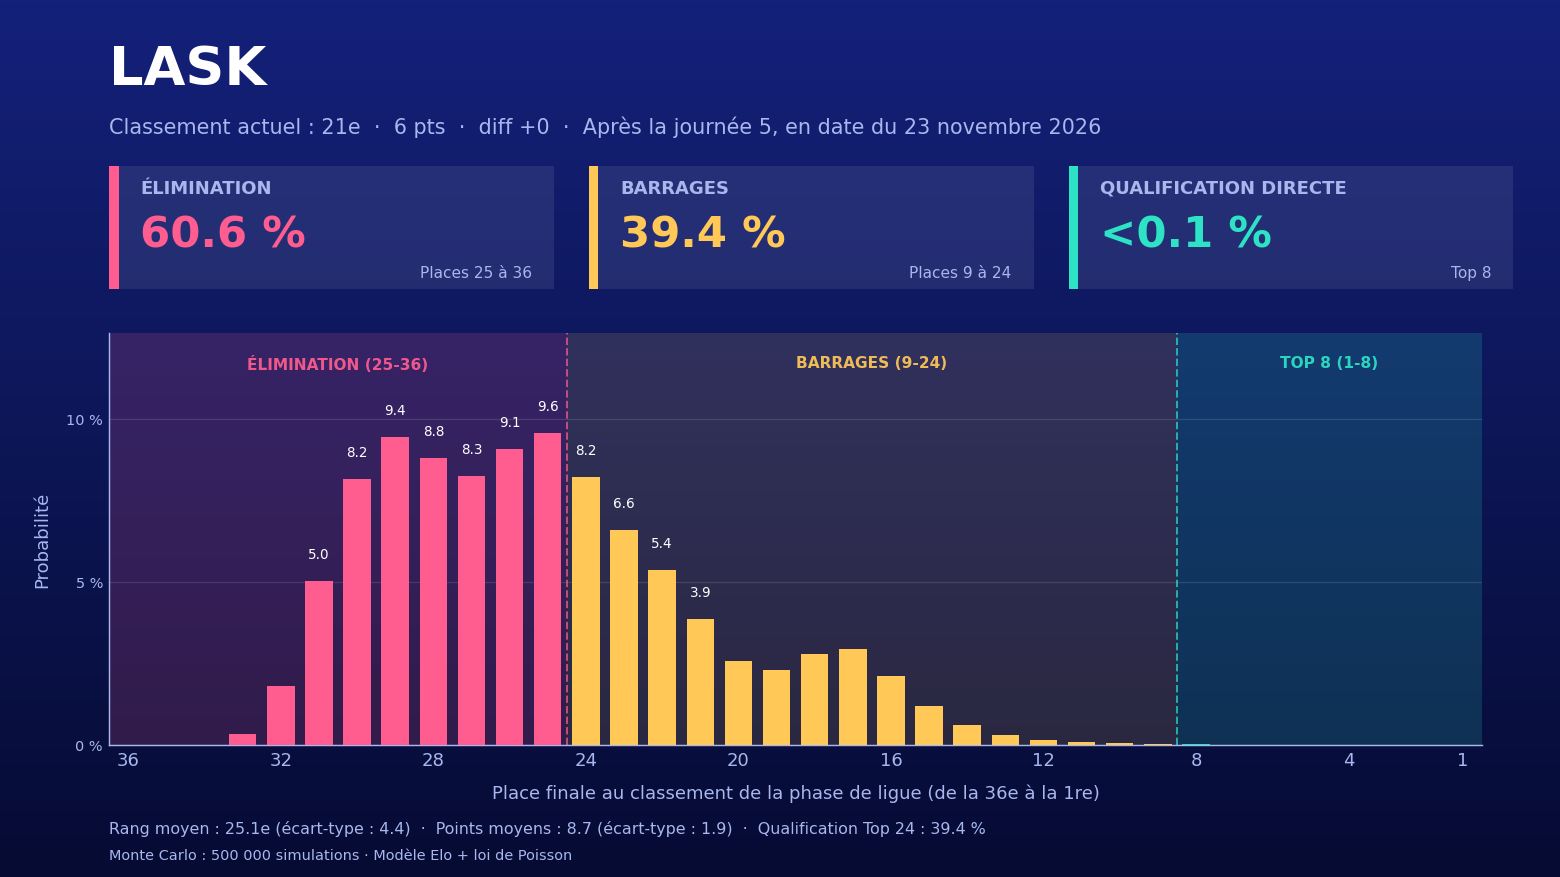 LASK
Classement actuel : 21e · 6 pts · diff +0 · Après la journée 5, en date du 23 novembre 2026
ÉLIMINATION
60.6 %
Places 25 à 36
BARRAGES
39.4 %
Places 9 à 24
QUALIFICATION DIRECTE
<0.1 %
Top 8
ÉLIMINATION (25-36)
BARRAGES (9-24)
TOP 8 (1-8)
Probabilité
10 %
5 %
0 %
5.0
8.2
9.4
8.8
8.3
9.1
9.6
8.2
6.6
5.4
3.9
36 32 28 24 20 16 12 8 4 1
Place finale au classement de la phase de ligue (de la 36e à la 1re)
Rang moyen : 25.1e (écart-type : 4.4) · Points moyens : 8.7 (écart-type : 1.9) · Qualification Top 24 : 39.4 %
Monte Carlo : 500 000 simulations · Modèle Elo + loi de Poisson